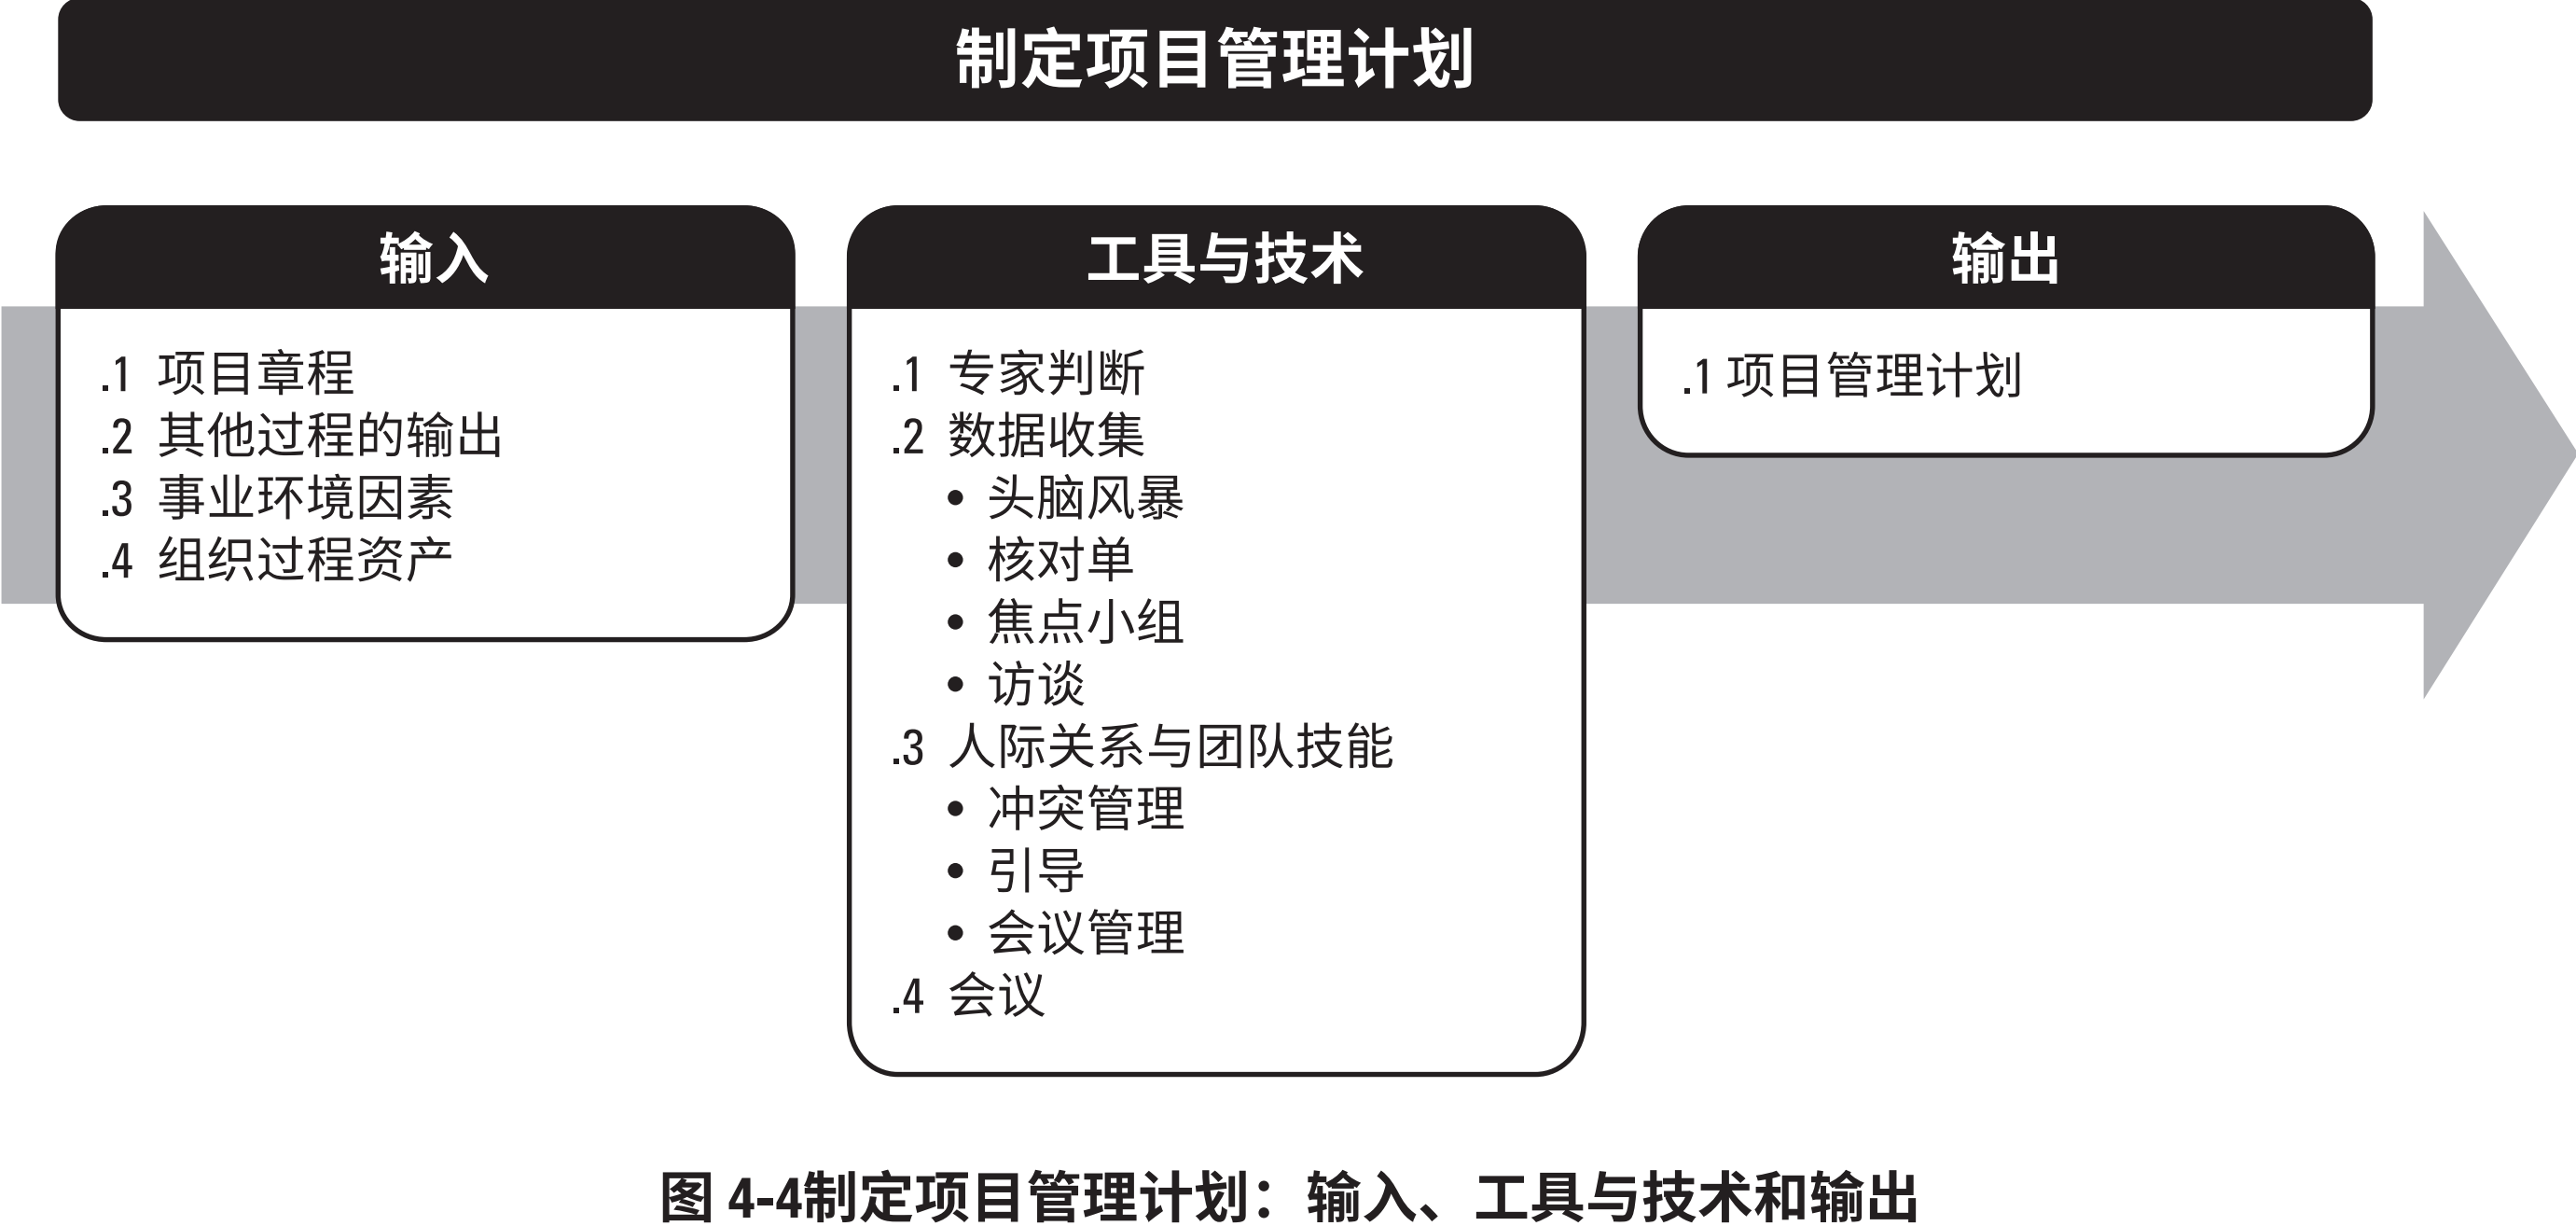 制定项目管理计划
输入
.1 项目章程
.2 其他过程的输出
.3 事业环境因素
.4 组织过程资产
工具与技术
.1 专家判断
.2 数据收集
• 头脑风暴
• 核对单
• 焦点小组
• 访谈
.3 人际关系与团队技能
• 冲突管理
• 引导
• 会议管理
.4 会议
输出
.1 项目管理计划
图 4-4制定项目管理计划：输入、工具与技术和输出